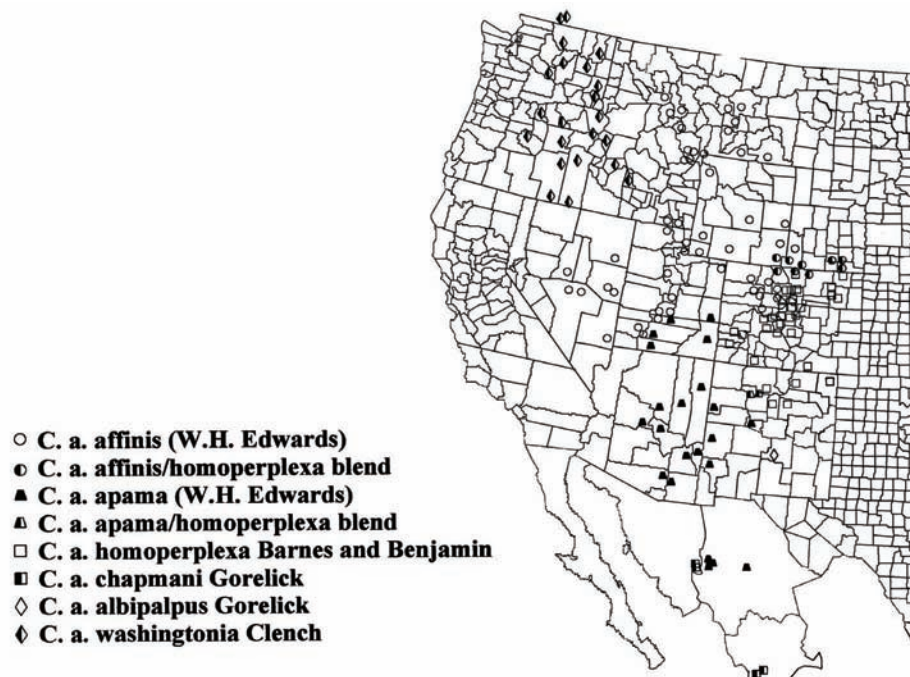 C. a. affinis (W.H. Edwards)
C. a. affinis/homoperplexa blend
C. a. apama (W.H. Edwards)
C. a. apama/homoperplexa blend
C. a. homoperplexa Barnes and Benjamin
C. a. chapmani Gorelick
C. a. albipalpus Gorelick
C. a. washingtonia Clench